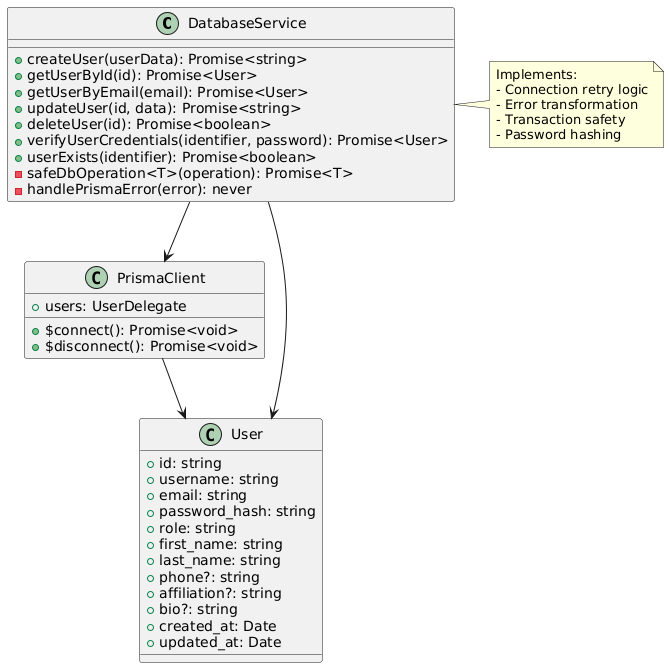 C DatabaseService
createUser(userData): Promise<string>
getUserById(id): Promise<User>
getUserByEmail(email): Promise<User>
updateUser(id, data): Promise<string>
deleteUser(id): Promise<boolean>
verifyUserCredentials(identifier, password): Promise<User>
userExists(identifier): Promise<boolean>
safeDbOperation<T>(operation): Promise<T>
handlePrismaError(error): never
Implements:
- Connection retry logic
- Error transformation
- Transaction safety
- Password hashing
C PrismaClient
users: UserDelegate
$connect(): Promise<void>
$disconnect(): Promise<void>
C User
id: string
username: string
email: string
password_hash: string
role: string
first_name: string
last_name: string
phone?: string
affiliation?: string
bio?: string
created_at: Date
updated_at: Date